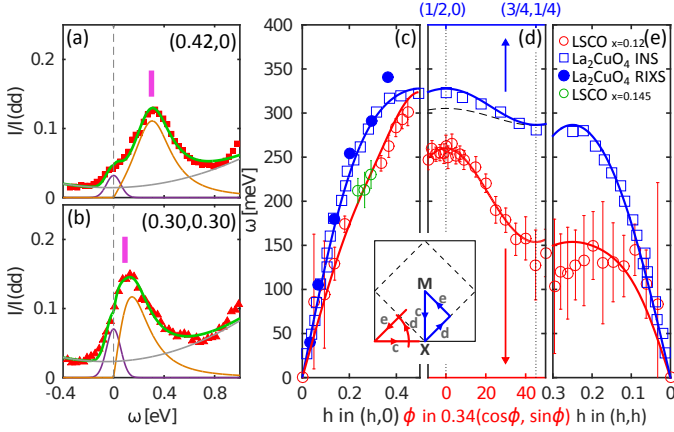 (1/2,0) (3/4,1/4)
(a) (0.42,0)
I/I(dd)
0.2
0.1
0
(b) (0.30,0.30)
I/I(dd)
0.2
0.1
0
-0.4 0 0.4 0.8
ω [eV]
(c) (d) (e)
LSCO x=0.12
La2CuO4 INS
La2CuO4 RIXS
LSCO x=0.145
ω [meV]
400
350
300
250
200
150
100
50
0
M
X
c d e
c d e
0 0.2 0.4
0 20 40
0.3 0.2 0.1 0
h in (h,0) ϕ in 0.34(cosϕ, sinϕ) h in (h,h)